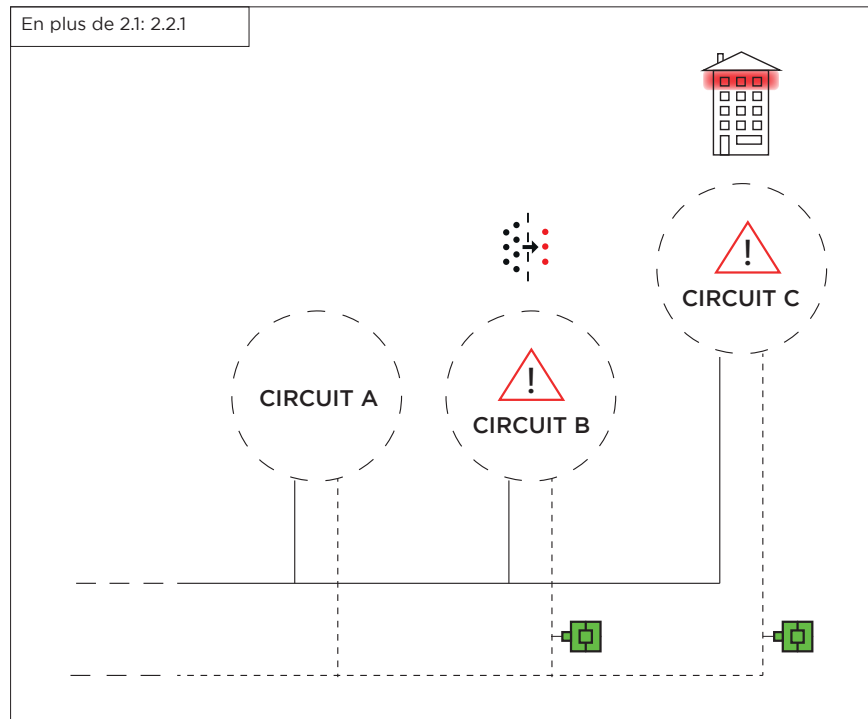 En plus de 2.1: 2.2.1
!
CIRCUIT C
CIRCUIT A
!
CIRCUIT B